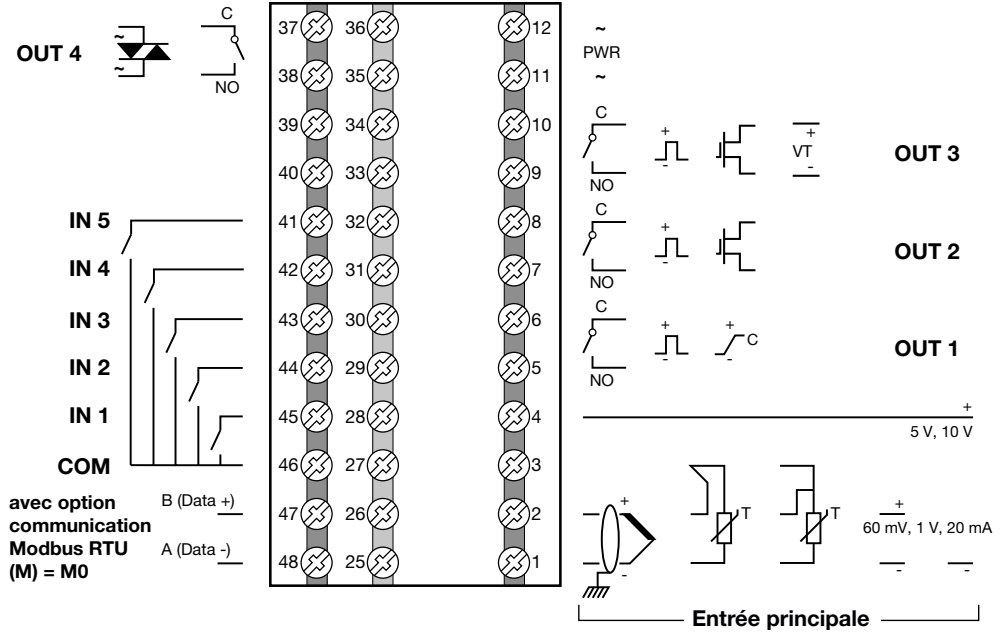 OUT 4
~
~
C
NO
37
36
12
~
PWR
38
35
11
~
39
34
10
C
NO
+
-
+
VT
-
OUT 3
40
33
9
IN 5
41
32
8
C
NO
+
-
OUT 2
IN 4
42
31
7
IN 3
43
30
6
C
NO
+
-
+
-
C
OUT 1
IN 2
44
29
5
IN 1
45
28
4
+
5 V, 10 V
COM
46
27
3
avec option
communication
Modbus RTU
(M) = M0
B (Data +)
A (Data -)
47
26
2
48
25
1
+
-
T
T
+
60 mV, 1 V, 20 mA
-
-
Entrée principale